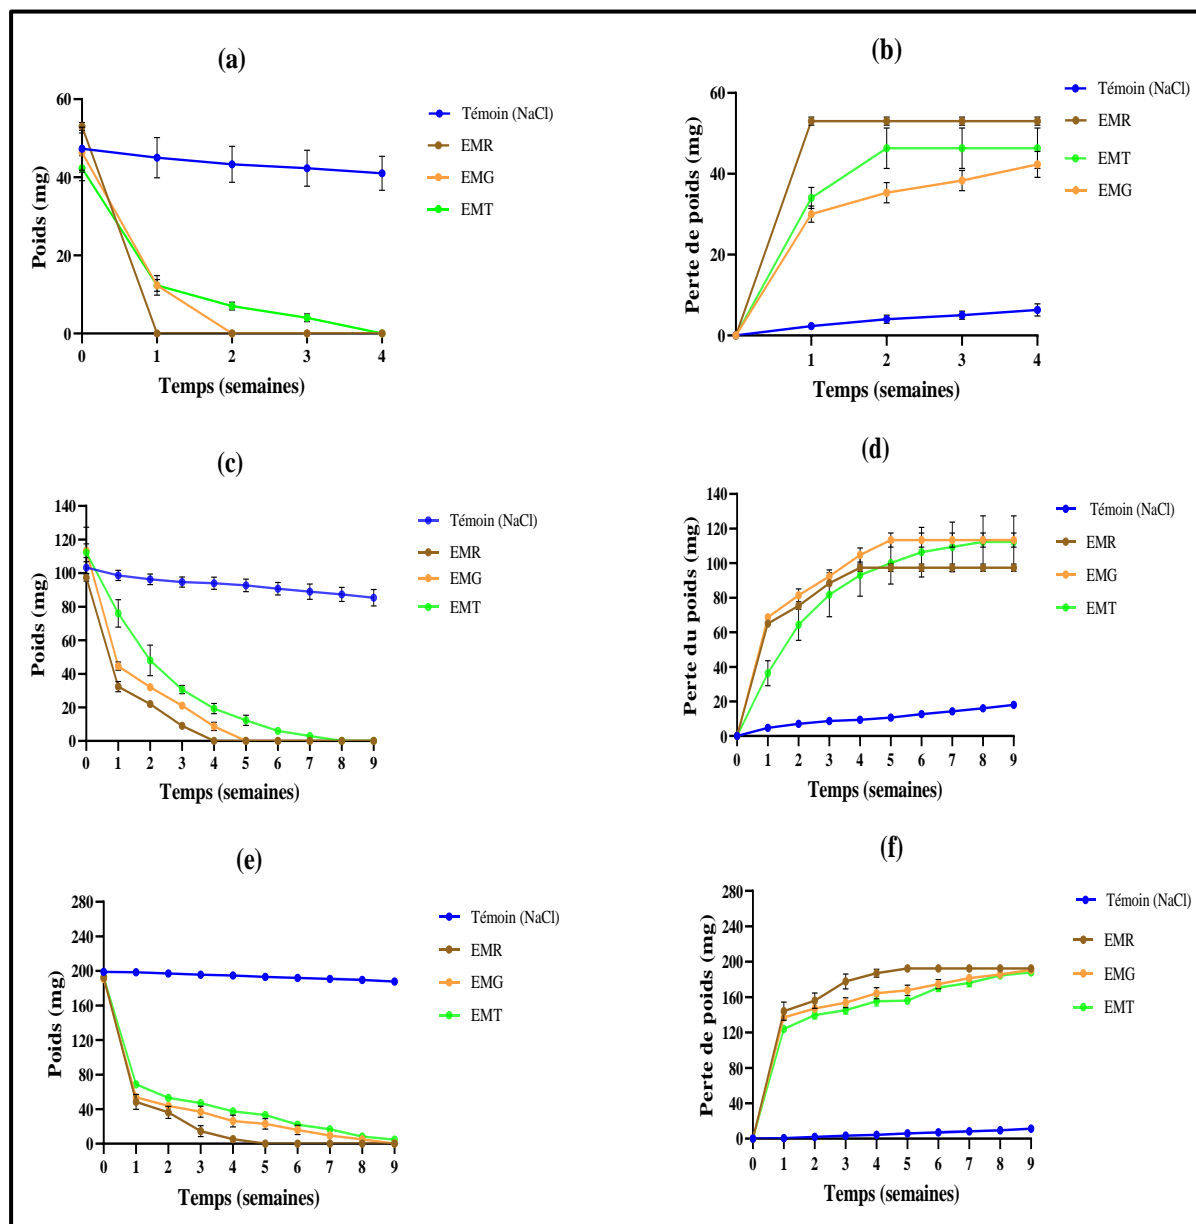 (a)
Poids (mg)
60
40
20
0
0 1 2 3 4
Temps (semaines)
Témoin (NaCl)
EMR
EMG
EMT
(b)
Perte de poids (mg)
60
40
20
0
1 2 3 4
Temps (semaines)
Témoin (NaCl)
EMR
EMT
EMG
(c)
Poids (mg)
140
120
100
80
60
40
20
0
0 1 2 3 4 5 6 7 8 9
Temps (semaines)
Témoin (NaCl)
EMR
EMG
EMT
(d)
Perte du poids (mg)
140
120
100
80
60
40
20
0
0 1 2 3 4 5 6 7 8 9
Temps (semaines)
Témoin (NaCl)
EMR
EMG
EMT
(e)
Poids (mg)
280
240
200
160
120
80
40
0
0 1 2 3 4 5 6 7 8 9
Temps (semaines)
Témoin (NaCl)
EMR
EMG
EMT
(f)
Perte de poids (mg)
280
240
200
160
120
80
40
0
0 1 2 3 4 5 6 7 8 9
Temps (semaines)
Témoin (NaCl)
EMR
EMG
EMT